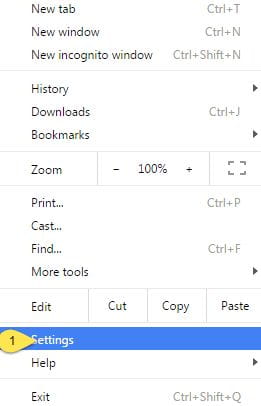 New tab Ctrl+T
New window Ctrl+N
New incognito window Ctrl+Shift+N
History
Downloads Ctrl+J
Bookmarks
Zoom − 100% +
Print... Ctrl+P
Cast...
Find... Ctrl+F
More tools
Edit Cut Copy Paste
1 Settings
Help
Exit Ctrl+Shift+Q